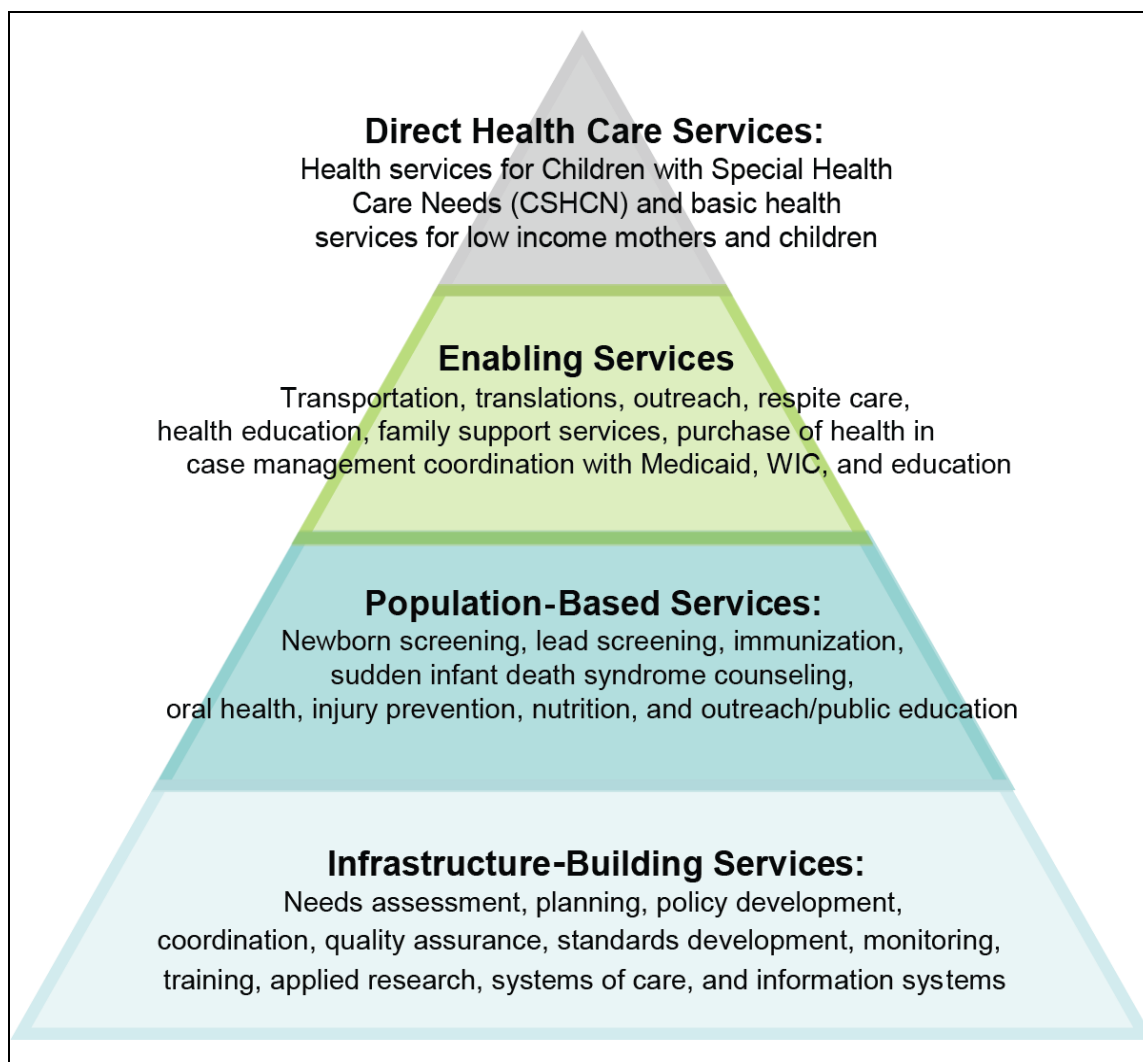 Direct Health Care Services:
Health services for Children with Special Health
Care Needs (CSHCN) and basic health
services for low income mothers and children
Enabling Services
Transportation, translations, outreach, respite care,
health education, family support services, purchase of health in
case management coordination with Medicaid, WIC, and education
Population-Based Services:
Newborn screening, lead screening, immunization,
sudden infant death syndrome counseling,
oral health, injury prevention, nutrition, and outreach/public education
Infrastructure-Building Services:
Needs assessment, planning, policy development,
coordination, quality assurance, standards development, monitoring,
training, applied research, systems of care, and information systems